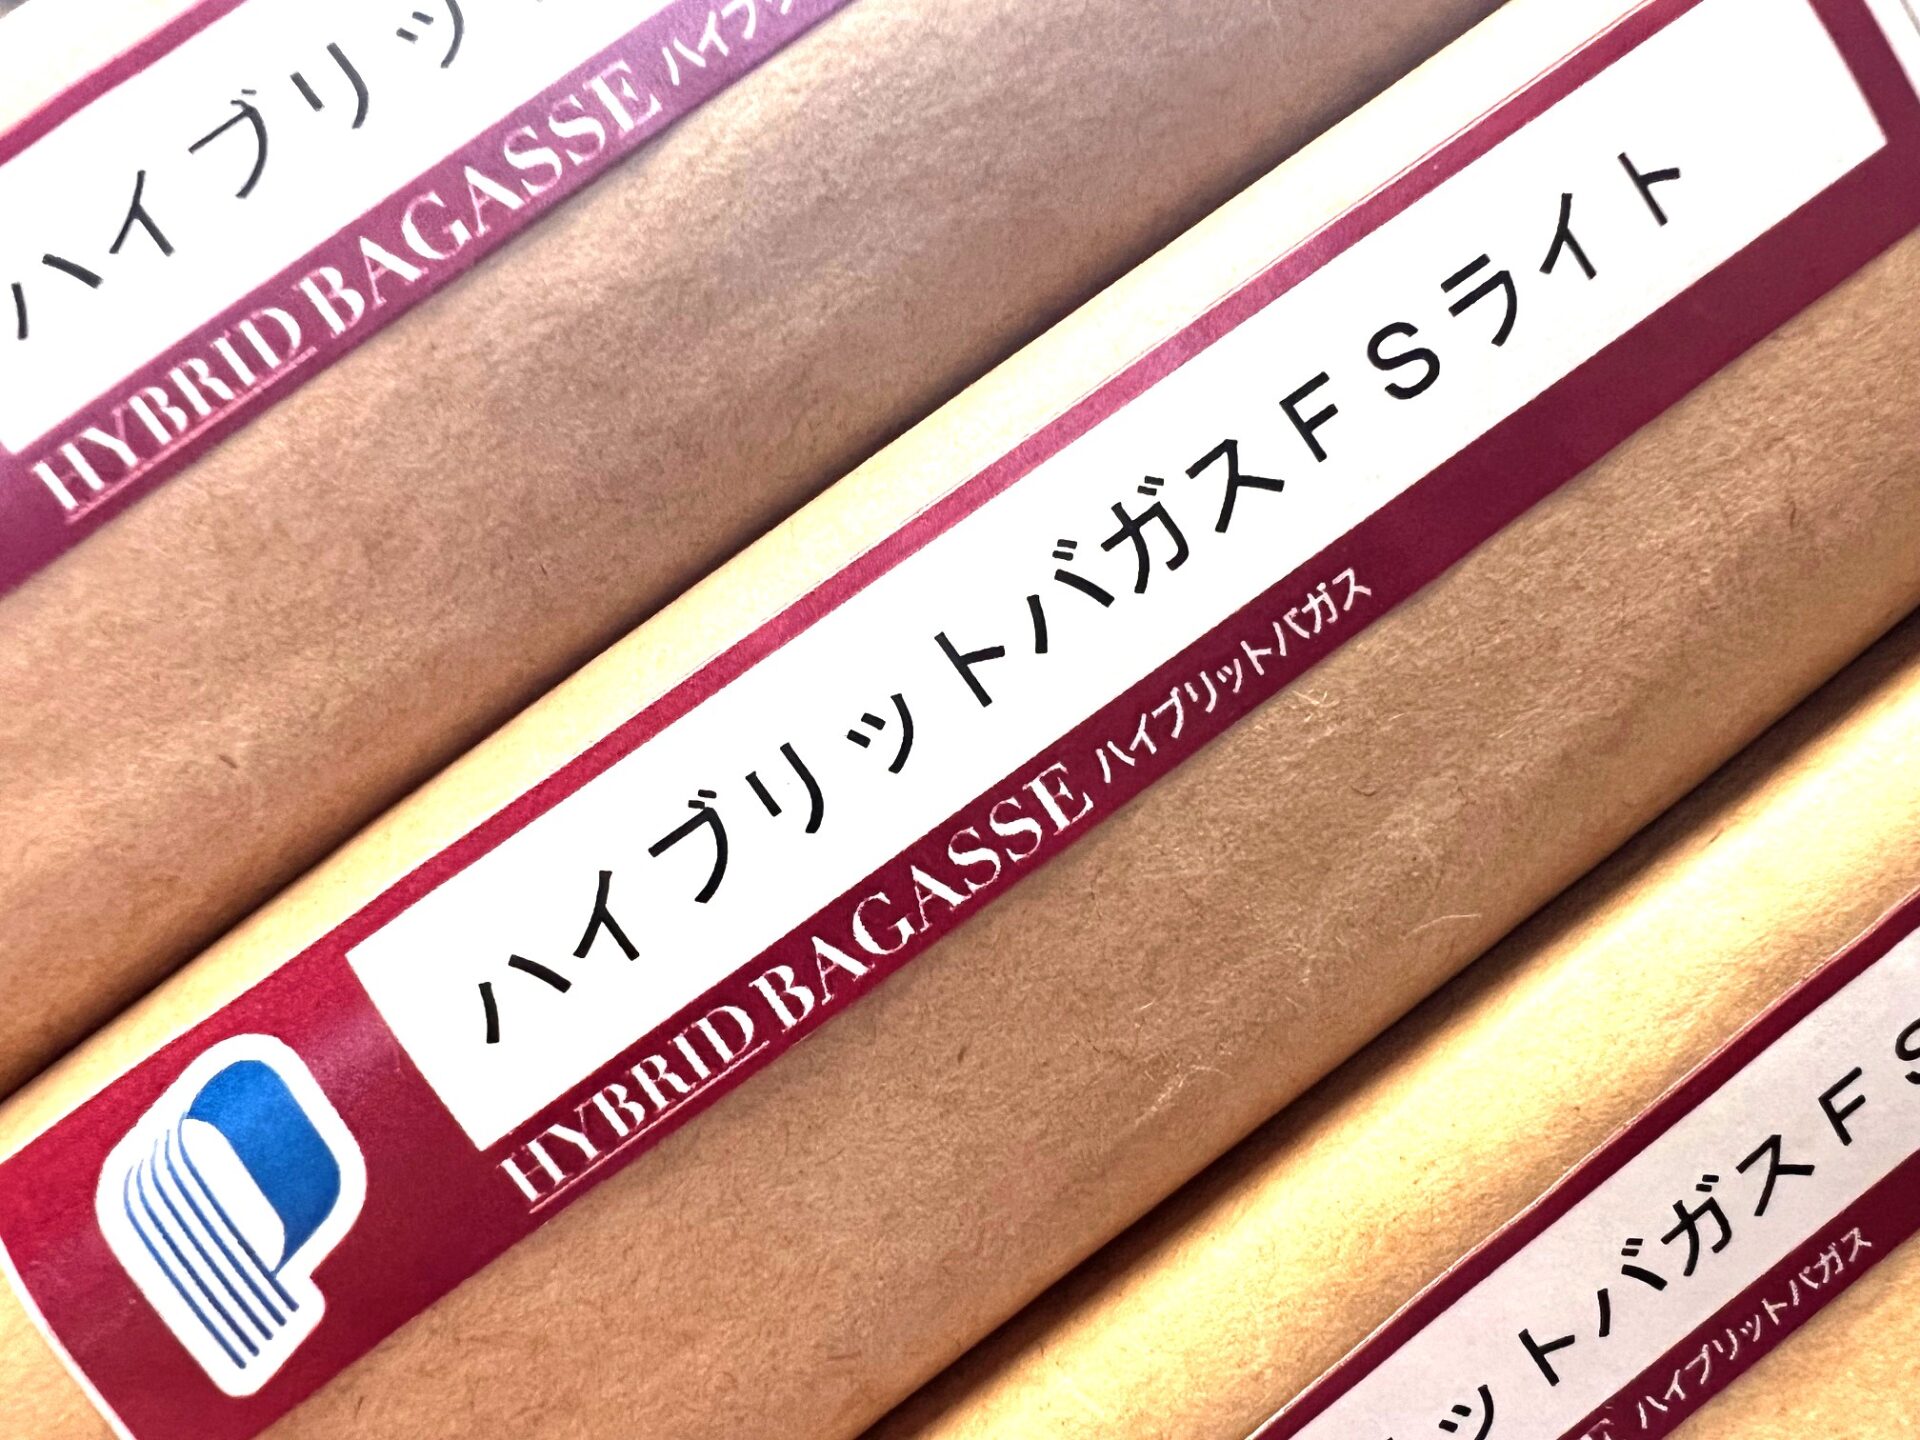 ハイブリッ
HYBRID BAGASSE ハイブリ
ハイブリットバガスFSライト
HYBRID BAGASSE ハイブリットバガス
ットバガスFS
E ハイブリットバガス